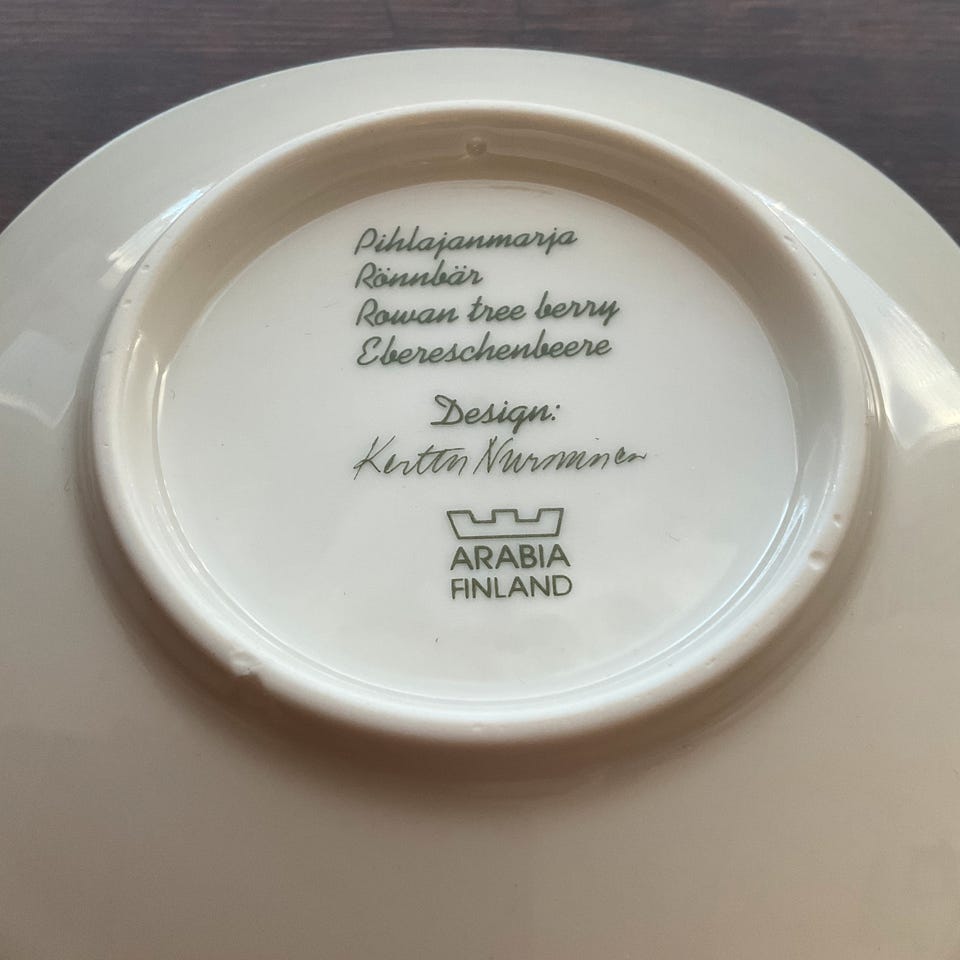 Pihlajanmarja
Rönnbär
Rowan tree berry
Ebereschenbeere
Design:
Kerttu Nurminen
ARABIA
FINLAND